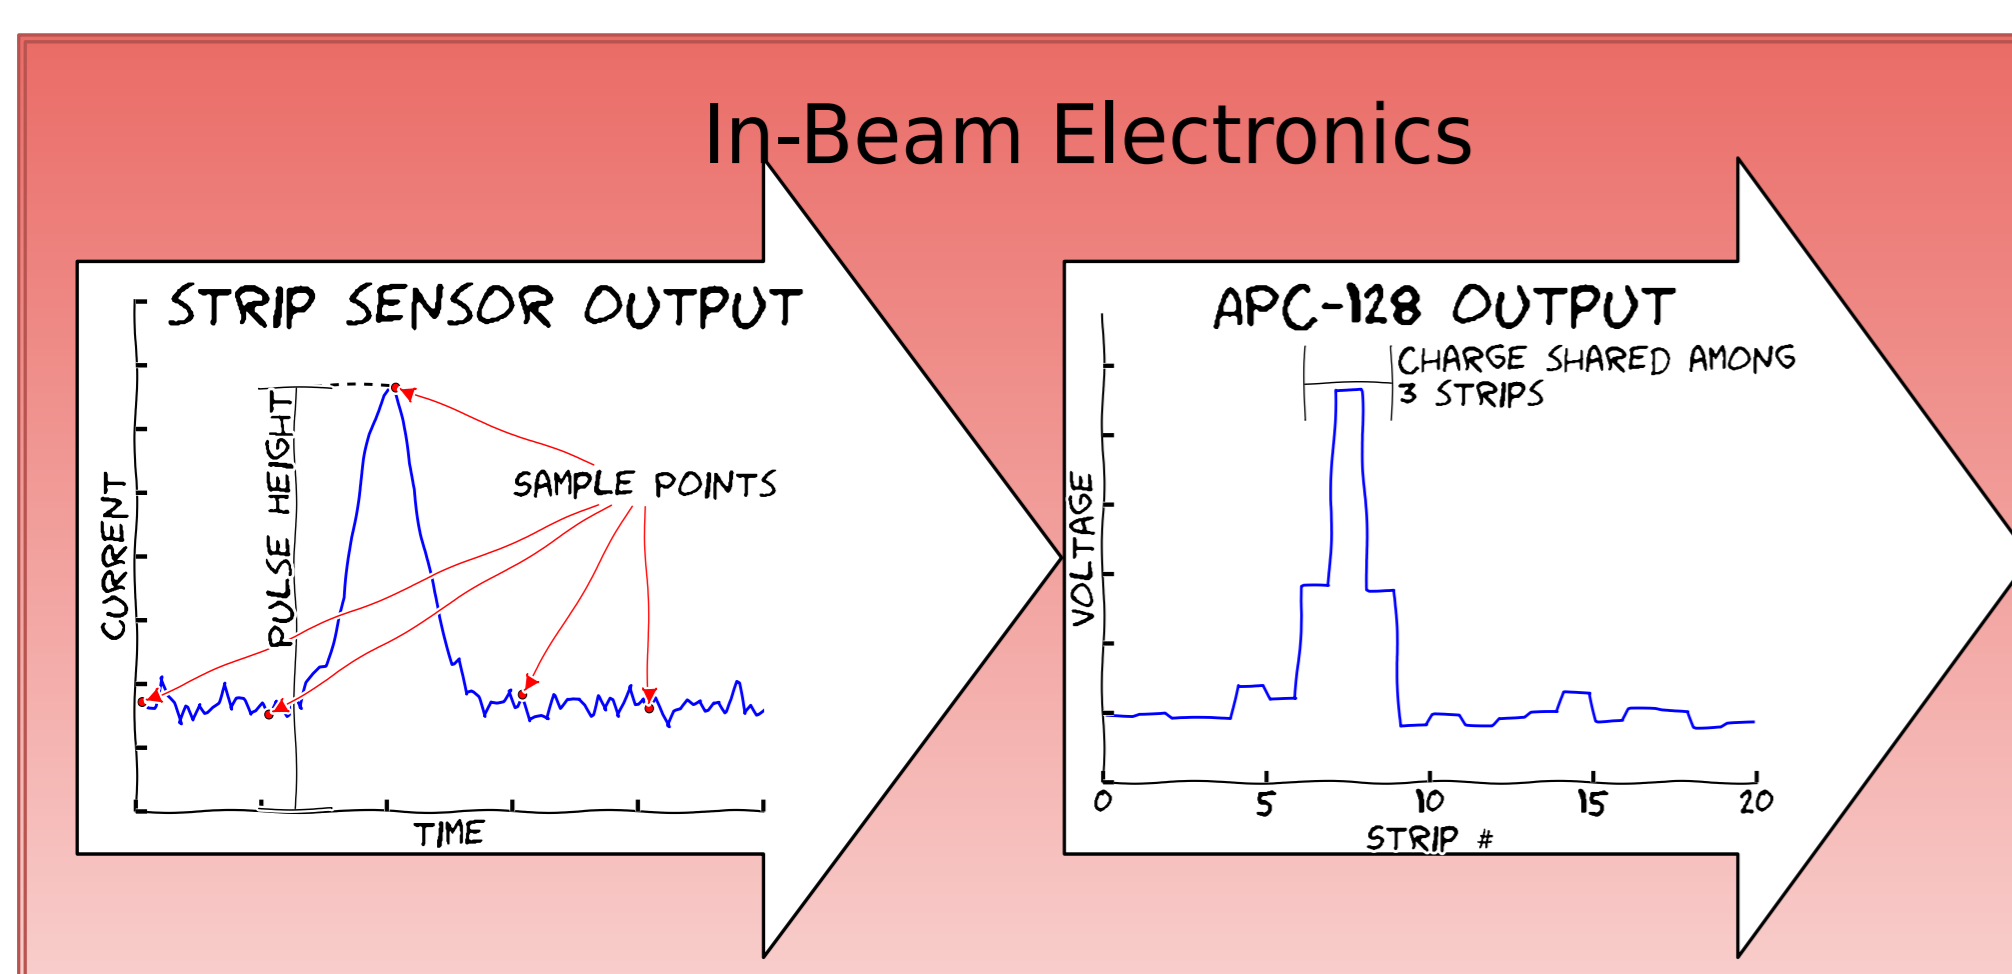 In-Beam Electronics
STRIP SENSOR OUTPUT
PULSE HEIGHT
SAMPLE POINTS
CURRENT
TIME
APC-128 OUTPUT
CHARGE SHARED AMONG
3 STRIPS
VOLTAGE
0 5 10 15 20
STRIP #